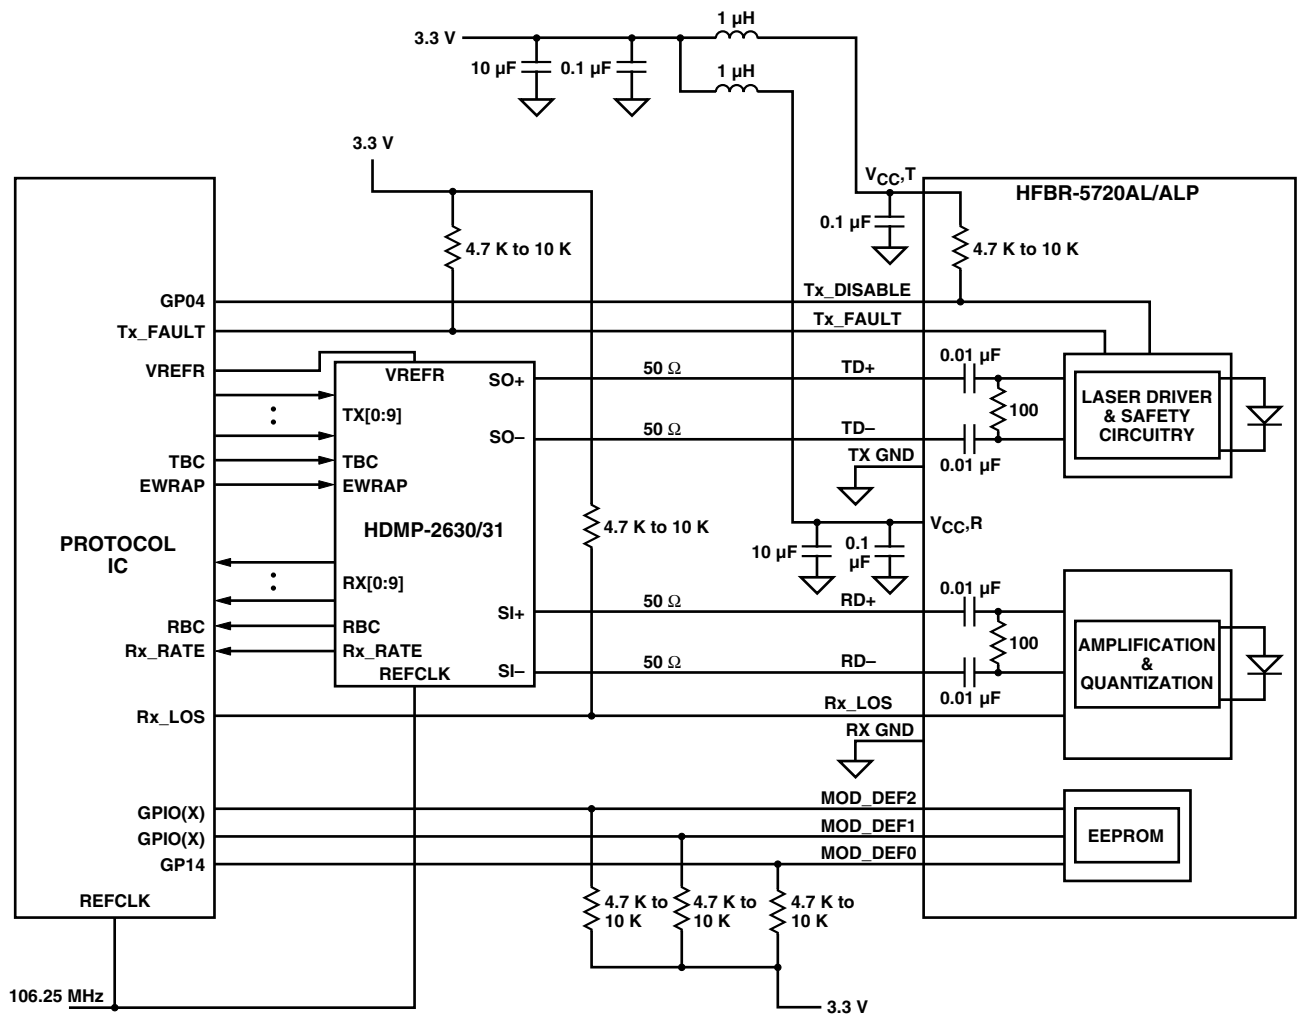 1 µH
3.3 V
10 µF
0.1 µF
1 µH
3.3 V
V_CC,T
HFBR-5720AL/ALP
0.1 µF
4.7 K to 10 K
4.7 K to 10 K
GP04
Tx_DISABLE
Tx_FAULT
Tx_FAULT
VREFR
VREFR
SO+
50 Ω
TD+
0.01 µF
TX[0:9]
100
LASER DRIVER
& SAFETY
CIRCUITRY
SO–
50 Ω
TD–
0.01 µF
TX GND
TBC
TBC
EWRAP
EWRAP
HDMP-2630/31
4.7 K to 10 K
V_CC,R
PROTOCOL
IC
10 µF
0.1
µF
RX[0:9]
0.01 µF
SI+
50 Ω
RD+
RBC
RBC
100
AMPLIFICATION
&
QUANTIZATION
Rx_RATE
Rx_RATE
REFCLK
SI–
50 Ω
RD–
0.01 µF
Rx_LOS
Rx_LOS
RX GND
GPIO(X)
MOD_DEF2
GPIO(X)
MOD_DEF1
EEPROM
GP14
MOD_DEF0
REFCLK
4.7 K to
10 K
4.7 K to
10 K
4.7 K to
10 K
106.25 MHz
3.3 V